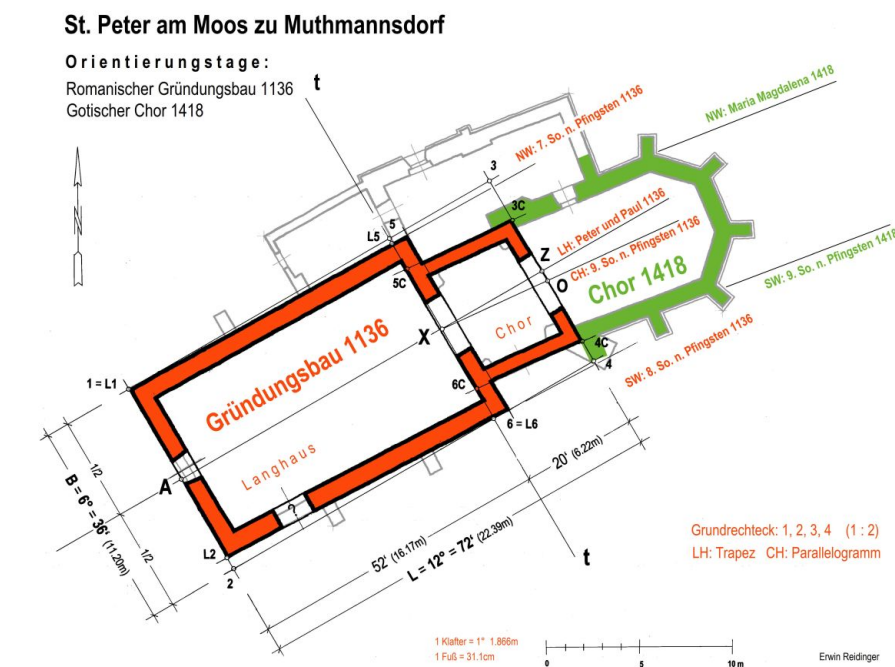 St. Peter am Moos zu Muthmannsdorf
Orientierungstage:
Romanischer Gründungsbau 1136
Gotischer Chor 1418
t
N
NW: Maria Magdalena 1418
NW: 7. So. n. Pfingsten 1136
3
3C
5
L5
5C
LH: Peter und Paul 1136
CH: 9. So. n. Pfingsten 1136
Z
O
Chor 1418
SW: 9. So. n. Pfingsten 1418
X
Chor
Gründungsbau 1136
4C
4
SW: 8. So. n. Pfingsten 1136
1 = L1
6C
6 = L6
Langhaus
A
?
L2
2
1/2
B = 6° = 36' (11.20m)
1/2
20' (6.22m)
52' (16.17m)
L = 12° = 72' (22.39m)
t
Grundrechteck: 1, 2, 3, 4 (1 : 2)
LH: Trapez CH: Parallelogramm
1 Klafter = 1° 1.866m
1 Fuß = 31.1cm
0 5 10 m
Erwin Reidinger